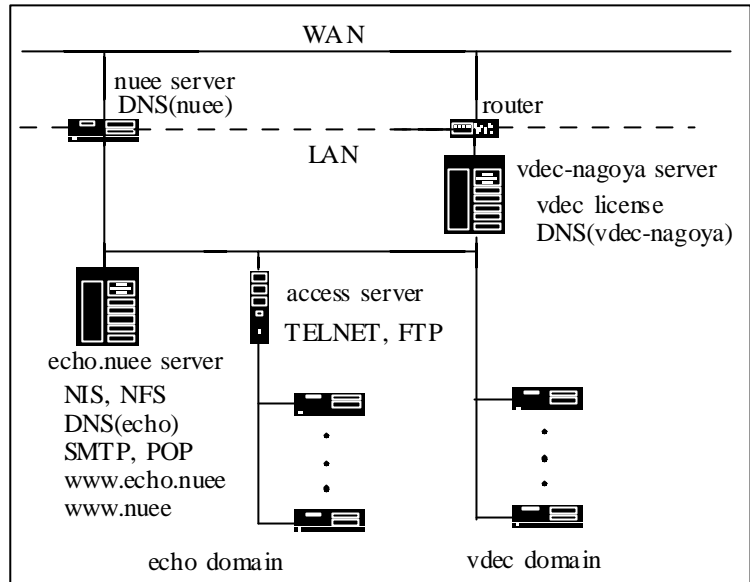 WAN
nuee server
DNS(nuee)
router
LAN
vdec-nagoya server
vdec license
DNS(vdec-nagoya)
access server
TELNET, FTP
echo.nuee server
NIS, NFS
DNS(echo)
SMTP, POP
www.echo.nuee
www.nuee
echo domain
vdec domain